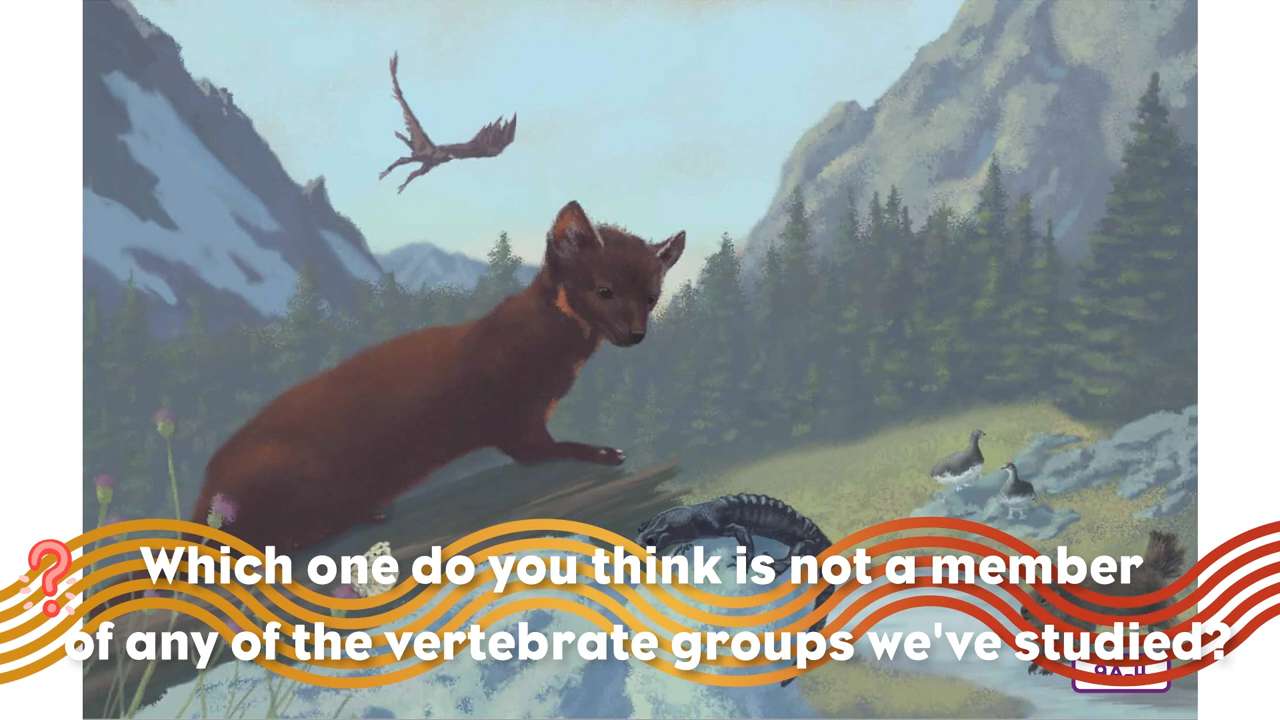 Which one do you think is not a member
of any of the vertebrate groups we've studied?